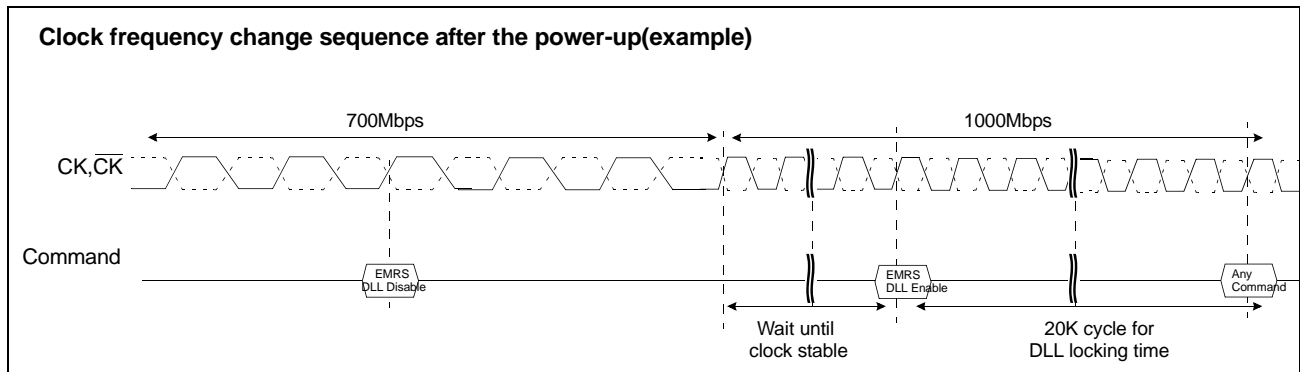 Clock frequency change sequence after the power-up(example)
700Mbps
1000Mbps
CK,C̅K̅
Command
EMRS
DLL Disable
EMRS
DLL Enable
Any
Command
Wait until
clock stable
20K cycle for
DLL locking time